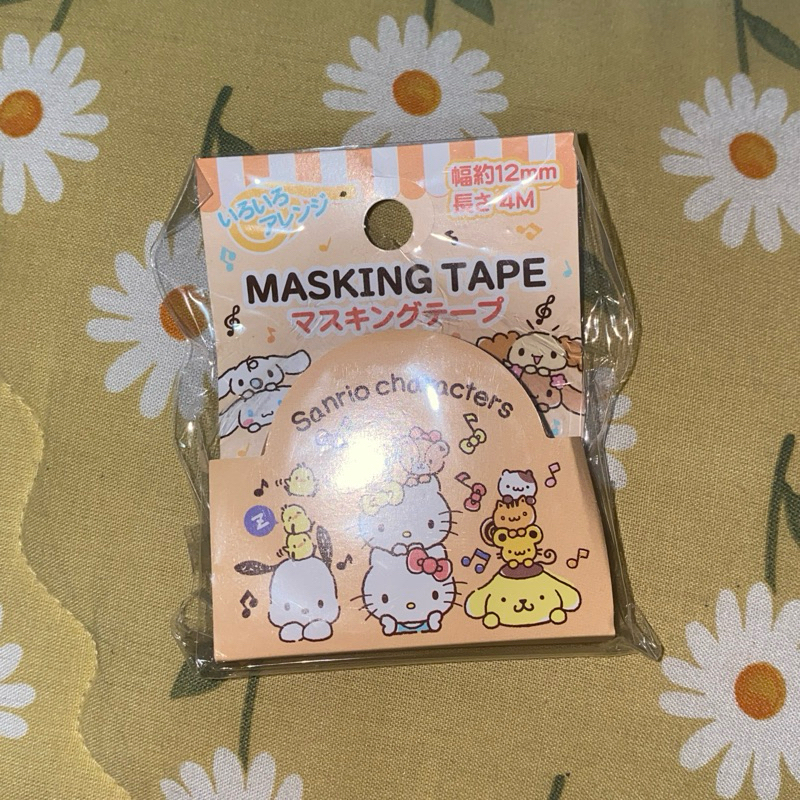 いろいろ
アレンジ
幅約12mm
長さ4M
MASKING TAPE
マスキングテープ
Sanrio characters
Z